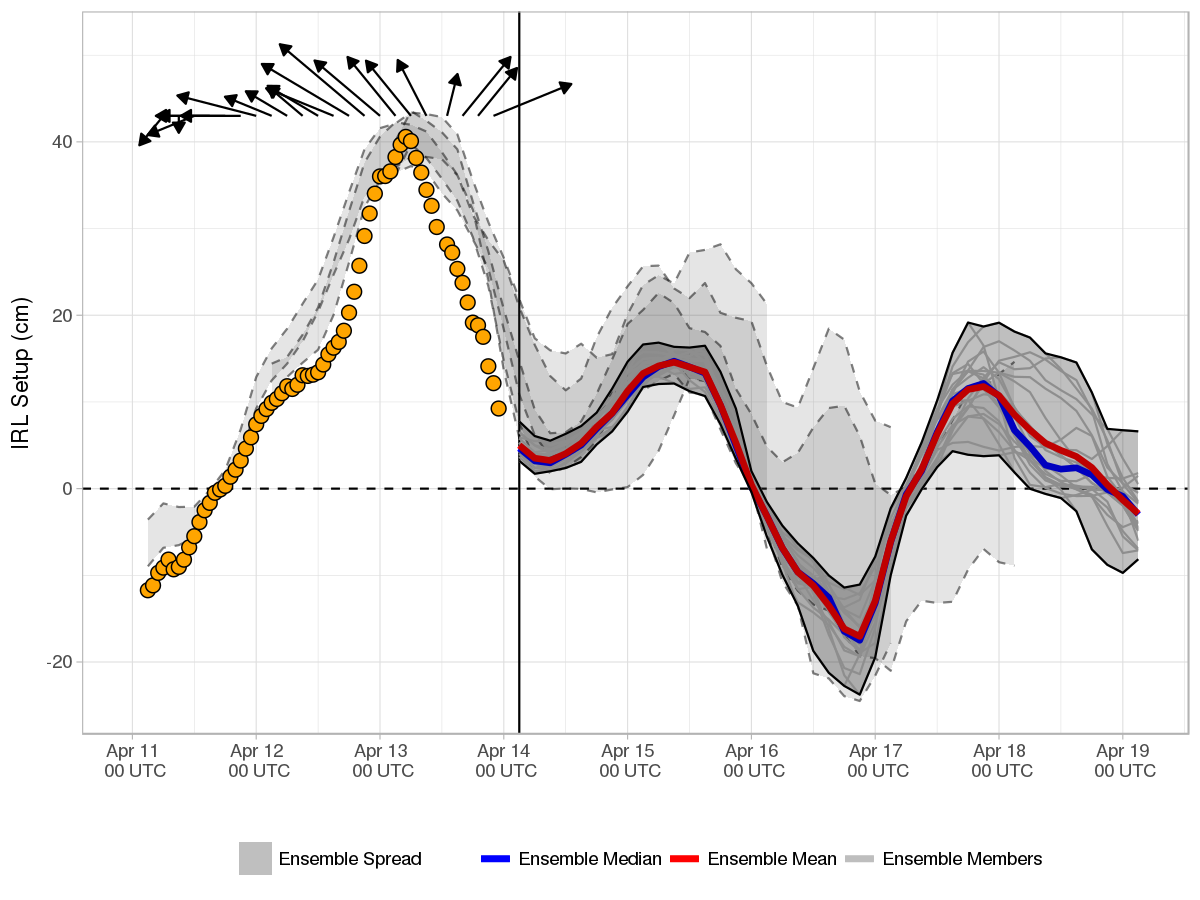 IRL Setup (cm)
40
20
0
-20
Apr 11 Apr 12 Apr 13 Apr 14 Apr 15 Apr 16 Apr 17 Apr 18 Apr 19
00 UTC 00 UTC 00 UTC 00 UTC 00 UTC 00 UTC 00 UTC 00 UTC 00 UTC
Ensemble Spread Ensemble Median Ensemble Mean Ensemble Members